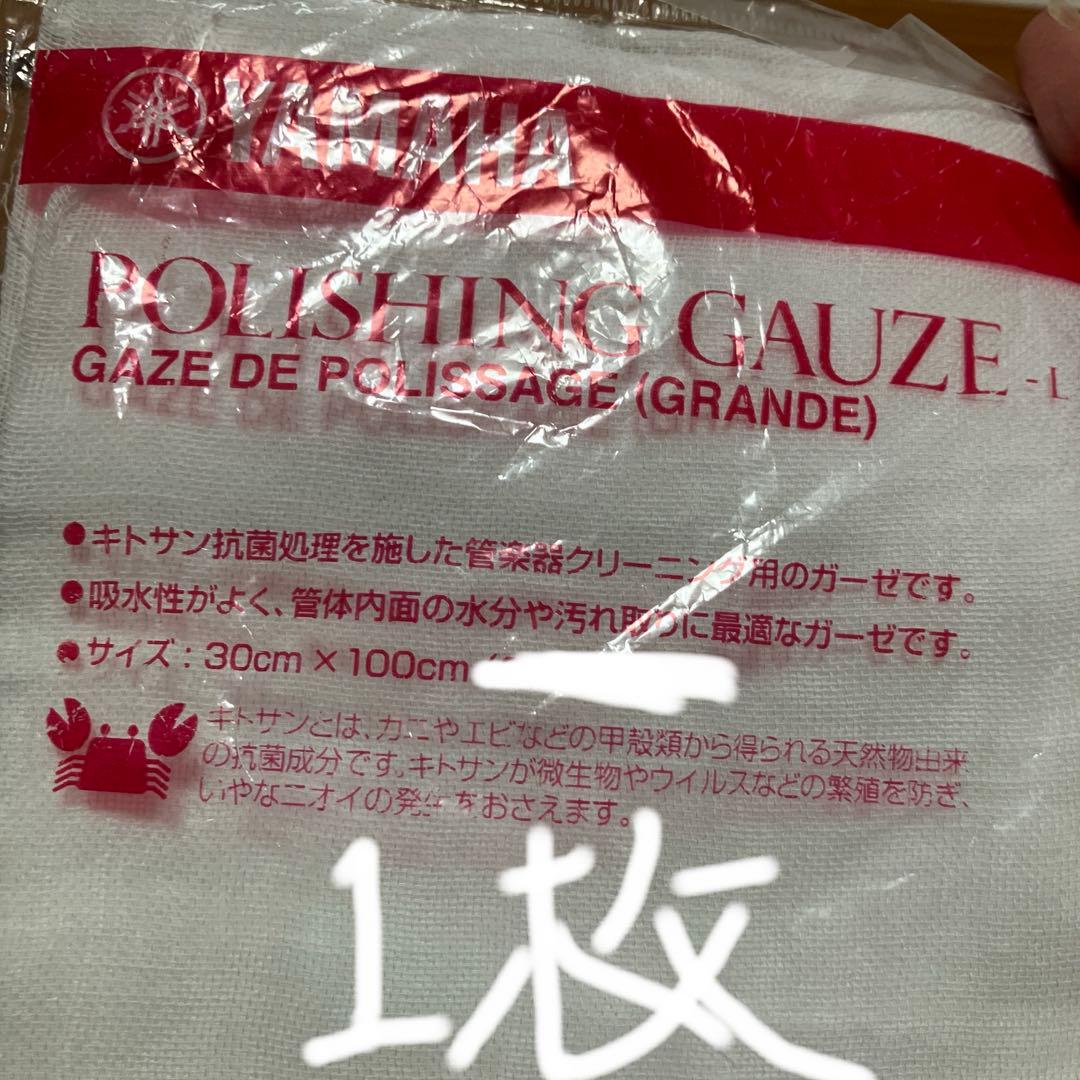 YAMAHA
POLISHING GAUZE - L
GAZE DE POLISSAGE (GRANDE)
●キトサン抗菌処理を施した管楽器クリーニング用のガーゼです。
●吸水性がよく、管体内面の水分や汚れ取りに最適なガーゼです。
●サイズ：30cm×100cm
キトサンとは、カニやエビなどの甲殻類から得られる天然物由来
の抗菌成分です。キトサンが微生物やウイルスなどの繁殖を防ぎ、
いやなニオイの発生をおさえます。
1枚